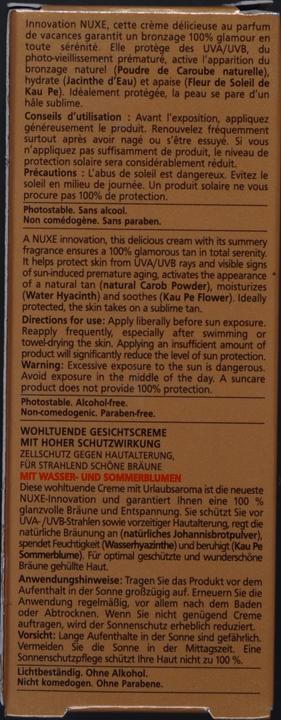 Innovation NUXE, cette crème délicieuse au parfum
de vacances garantit un bronzage 100% glamour en
toute sérénité. Elle protège des UVA/UVB, du
photo-vieillissement prématuré, active l'apparition du
bronzage naturel (Poudre de Caroube naturelle),
hydrate (Jacinthe d'Eau) et apaise (Fleur de Soleil de
Kau Pe). Idéalement protégée, la peau se pare d'un
hâle sublime.
Conseils d'utilisation : Avant l'exposition, appliquez
généreusement le produit. Renouvelez fréquemment
surtout après avoir nagé ou s'être essuyé. Si vous
n'appliquez pas suffisamment de produit, le niveau de
protection solaire sera considérablement réduit.
Précautions : L'abus de soleil est dangereux. Evitez le
soleil en milieu de journée. Un produit solaire ne vous
procure pas 100% de protection.
Photostable. Sans alcool.
Non comédogène. Sans paraben.
A NUXE innovation, this delicious cream with its summery
fragrance ensures a 100% glamorous tan in total serenity.
It helps protect skin from UVA/UVB rays and visible signs
of sun-induced premature aging, activates the appearance
of a natural tan (natural Carob Powder), moisturizes
(Water Hyacinth) and soothes (Kau Pe Flower). Ideally
protected, the skin takes on a sublime tan.
Directions for use: Apply liberally before sun exposure.
Reapply frequently, especially after swimming or
towel-drying the skin. Applying an insufficient amount of
product will significantly reduce the level of sun protection.
Warning: Excessive exposure to the sun is dangerous.
Avoid exposure in the middle of the day. A suncare
product does not provide 100% protection.
Photostable. Alcohol-free.
Non-comedogenic. Paraben-free.
WOHLTUENDE GESICHTSCREME
MIT HOHER SCHUTZWIRKUNG
ZELLSCHUTZ GEGEN HAUTALTERUNG,
FÜR STRAHLEND SCHÖNE BRÄUNE
MIT WASSER- UND SOMMERBLUMEN
Diese wohltuende Creme mit Urlaubsaroma ist die neueste
NUXE-Innovation und garantiert Ihnen eine 100 %
glanzvolle Bräune und Entspannung. Sie schützt Sie vor
UVA- /UVB-Strahlen sowie vorzeitiger Hautalterung, regt die
natürliche Bräunung an (natürliches Johannisbrotpulver),
spendet Feuchtigkeit (Wasserhyazinthe) und beruhigt (Kau Pe
Sommerblume). Für optimal geschützte und wunderschöne
Bräune gehüllte Haut.
Anwendungshinweise: Tragen Sie das Produkt vor dem
Aufenthalt in der Sonne großzügig auf. Erneuern Sie die
Anwendung regelmäßig, vor allem nach dem Baden
oder Abtrocknen. Wenn Sie nicht genügend Creme
auftragen, wird der Sonnenschutz erheblich reduziert.
Vorsicht: Lange Aufenthalte in der Sonne sind gefährlich.
Vermeiden Sie die Sonne in der Mittagszeit. Eine
Sonnenschutzpflege schützt Ihre Haut nicht zu 100 %.
Lichtbeständig. Ohne Alkohol.
Nicht komedogen. Ohne Parabene.